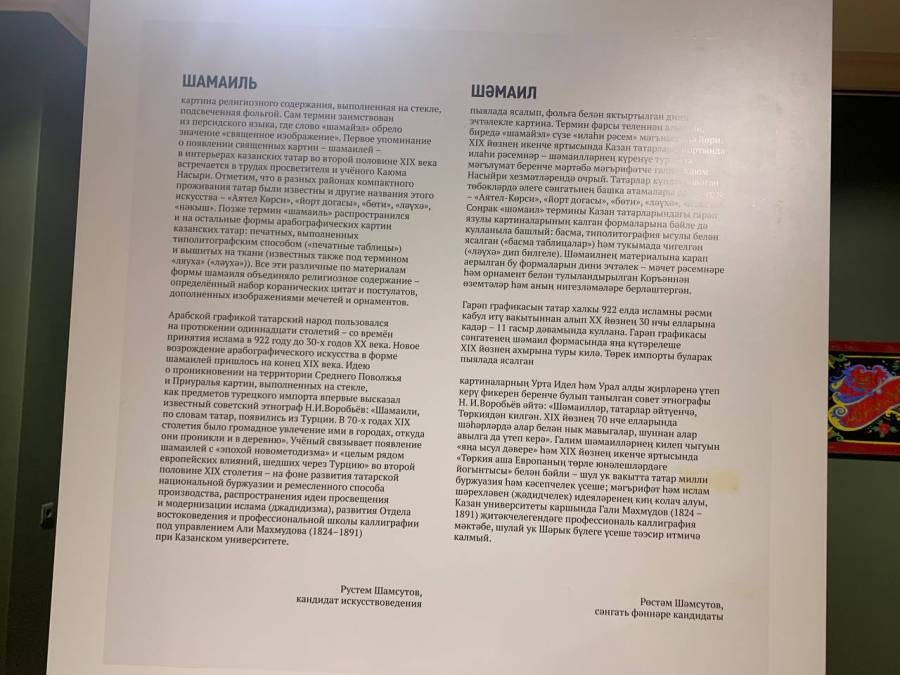 ШАМАИЛЬ
картина религиозного содержания, выполненная на стекле,
подсвеченная фольгой. Сам термин заимствован
из персидского языка, где слово «шамайэл» обрело
значение «священное изображение». Первое упоминание
о появлении священных картин – шамаилей –
в интерьерах казанских татар во второй половине XIX века
встречается в трудах просветителя и учёного Каюма
Насыри. Отметим, что в разных районах компактного
проживания татар были известны и другие названия этого
искусства – «Аятел Кәрси», «йорт догасы», «бөти», «ләүхә»,
«нәкыш». Позже термин «шамаиль» распространился
и на остальные формы арабографических картин
казанских татар: печатных, выполненных
типолитографским способом («печатные таблицы»)
и вышитых на ткани (известных также под термином
«ляуха» («ләүхә»)). Все эти различные по материалам
формы шамаиля объединяло религиозное содержание –
определённый набор коранических цитат и постулатов,
дополненных изображениями мечетей и орнаментов.
Арабской графикой татарский народ пользовался
на протяжении одиннадцати столетий – со времён
принятия ислама в 922 году до 30-х годов XX века. Новое
возрождение арабографического искусства в форме
шамаилей пришлось на конец XIX века. Идею
о проникновении на территории Среднего Поволжья
и Приуралья картин, выполненных на стекле,
как предметов турецкого импорта впервые высказал
известный советский этнограф Н.И.Воробьёв: «Шамаили,
по словам татар, появились из Турции. В 70-х годах XIX
столетия было громадное увлечение ими в городах, откуда
они проникли и в деревню». Учёный связывает появление
шамаилей с «эпохой новометодизма» и «целым рядом
европейских влияний, шедших через Турцию» во второй
половине XIX столетия – на фоне развития татарской
национальной буржуазии и ремесленного способа
производства, распространения идеи просвещения
и модернизации ислама (джадидизма), развития Отдела
востоковедения и профессиональной школы каллиграфии
под управлением Али Махмудова (1824–1891)
при Казанском университете.
Рустем Шамсутов,
кандидат искусствоведения
ШӘМАИЛ
пыялада ясалып, фольга белән яктыртылган дини
эчтәлекле картина. Термин фарсы теленнән
биредә «шамайэл» сүзе «илаһи рәсем»
XIX йөзнең икенче яртысында Казан татарлары
илаһи рәсемнәр – шәмаилләрнең күренүе
мәгълумат беренче мәртәбә мәгърифәтче Каюм
Насыйри хезмәтләрендә очрый. Татарлар
төбәкләрдә әлеге сәнгатьнең башка атамалары
– «Аятел-Көрси», «йорт догасы», «бөти», «ләүхә»,
Соңрак «шәмаил» термины Казан татарларындагы гарәп
язулы картиналарның калган формаларына бәйле дә
кулланыла башлый: басма, типолитография ысулы белән
ясалган («басма таблицалар») һәм тукымада чигелгән
(«ләүхә» дип билгеле). Шәмаилнең материалына карап
аерылган бу формаларын дини эчтәлек – мәчет рәсемнәре
һәм орнамент белән тулыландырылган Коръәннән
өземтәләр һәм аның нигезләмәләре берләштергән.
Гарәп графикасын татар халкы 922 елда исламны рәсми
кабул итү вакытыннан алып XX йөзнең 30 нчы елларына
кадәр – 11 гасыр дәвамында куллана. Гарәп графикасы
сәнгатенең шәмаил формасында яңа күтәрелеше
XIX йөзнең ахырына туры килә. Төрек импорты буларак
пыялада ясалган
картиналарның Урта Идел һәм Урал алды җирләренә үтеп
керү фикерен беренче булып танылган совет этнографы
Н. И.Воробьёв әйтә: «Шәмаилләр, татарлар әйтүенчә,
Төркиядән килгән. XIX йөзнең 70 нче елларында
шәһәрләрдә алар белән нык мавыгалар, шуннан алар
авылга да үтеп керә». Галим шәмаилләрнең килеп чыгуын
«яңа ысул дәвере» һәм XIX йөзнең икенче яртысында
«Төркия аша Европаның төрле юнәлешләрдәге
йогынтысы» белән бәйли – шул ук вакытта татар милли
буржуазия һәм кәсепчелек үсеше; мәгърифәт һәм ислам
шәрехләвен (җәдидчелек) идеяләренең киң колач алуы,
Казан университеты каршында Гали Мәхмүдов (1824 –
1891) җитәкчелегендәге профессиональ каллиграфия
мәктәбе, шулай ук Шәрык бүлеге үсеше тәэсир итмичә
калмый.
Рөстәм Шәмсутов,
сәнгать фәннәре кандидаты